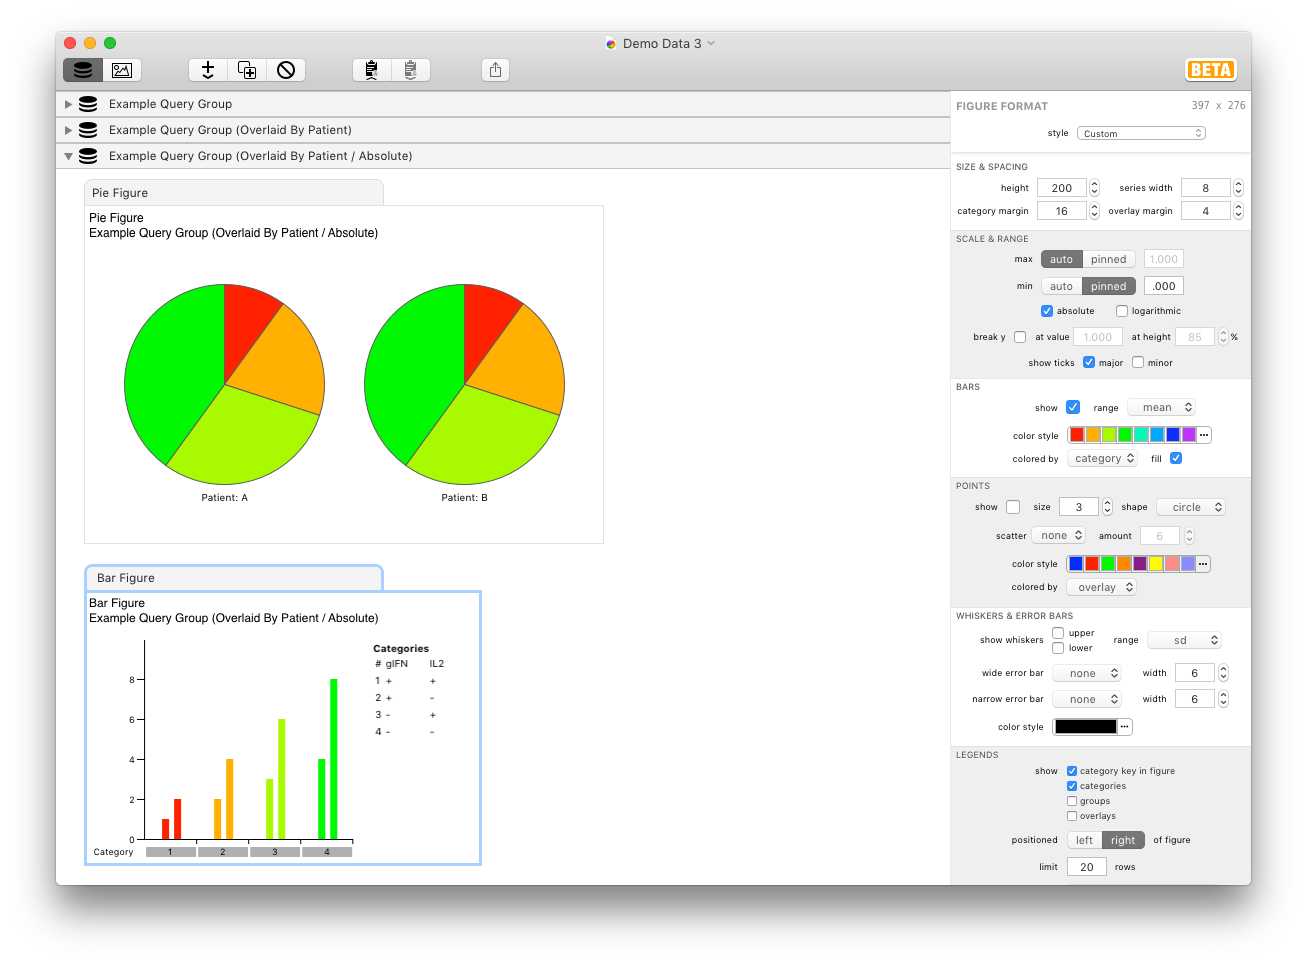 Demo Data 3
BETA
Example Query Group
Example Query Group (Overlaid By Patient)
Example Query Group (Overlaid By Patient / Absolute)
Pie Figure
Pie Figure
Example Query Group (Overlaid By Patient / Absolute)
Patient: A
Patient: B
Bar Figure
Bar Figure
Example Query Group (Overlaid By Patient / Absolute)
8
6
4
2
0
Category 1 2 3 4
Categories
# gIFN IL2
1 + +
2 + -
3 - +
4 - -
FIGURE FORMAT 397 x 276
style Custom
SIZE & SPACING
height 200 series width 8
category margin 16 overlay margin 4
SCALE & RANGE
max auto pinned 1.000
min auto pinned .000
absolute logarithmic
break y at value 1.000 at height 85 %
show ticks major minor
BARS
show range mean
color style
colored by category fill
POINTS
show size 3 shape circle
scatter none amount 6
color style
colored by overlay
WHISKERS & ERROR BARS
show whiskers upper lower range sd
wide error bar none width 6
narrow error bar none width 6
color style
LEGENDS
show category key in figure
categories
groups
overlays
positioned left right of figure
limit 20 rows